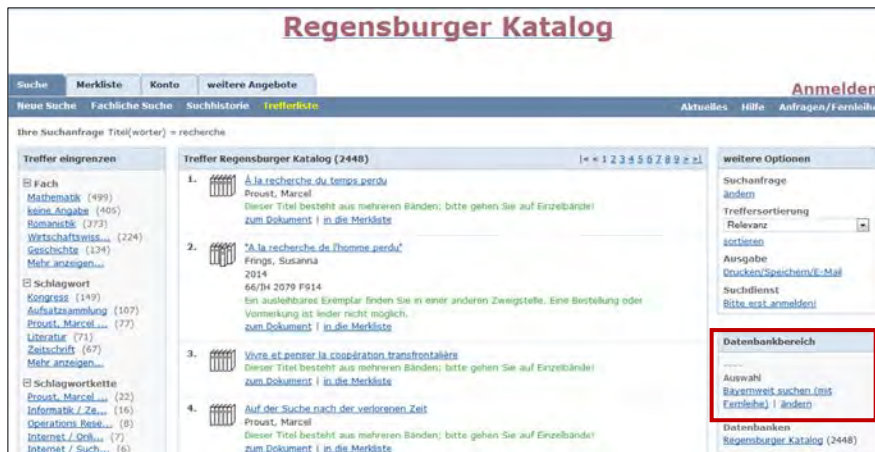 Regensburger Katalog
Suche Merkliste Konto weitere Angebote
Anmelden
Neue Suche Fachliche Suche Suchhistorie Trefferliste
Aktuelles Hilfe Anfragen/Fernleihe
Ihre Suchanfrage Titel(wörter) = recherche
Treffer eingrenzen
Fach
Mathematik (499)
keine Angabe (405)
Romanistik (373)
Wirtschaftswiss... (224)
Geschichte (134)
Mehr anzeigen...
Schlagwort
Kongress (149)
Aufsatzsammlung (107)
Proust, Marcel ... (77)
Literatur (71)
Zeitschrift (67)
Mehr anzeigen...
Schlagwortkette
Proust, Marcel ... (22)
Informatik / Ze... (16)
Operations Rese... (8)
Internet / Onli... (7)
Internet / Such... (6)
Treffer Regensburger Katalog (2448)
|< < 1 2 3 4 5 6 7 8 9 > >|
1. À la recherche du temps perdu
Proust, Marcel
Dieser Titel besteht aus mehreren Bänden; bitte gehen Sie auf Einzelbände!
zum Dokument | in die Merkliste
2. "A la recherche de l'homme perdu"
Frings, Susanna
2014
66/IH 2079 F914
Ein ausleihbares Exemplar finden Sie in einer anderen Zweigstelle. Eine Bestellung oder
Vormerkung ist leider nicht möglich.
zum Dokument | in die Merkliste
3. Vivre et penser la coopération transfrontalière
Dieser Titel besteht aus mehreren Bänden; bitte gehen Sie auf Einzelbände!
zum Dokument | in die Merkliste
4. Auf der Suche nach der verlorenen Zeit
Proust, Marcel
Dieser Titel besteht aus mehreren Bänden; bitte gehen Sie auf Einzelbände!
zum Dokument | in die Merkliste
weitere Optionen
Suchanfrage
ändern
Treffersortierung
Relevanz
sortieren
Ausgabe
Drucken/Speichern/E-Mail
Suchdienst
Bitte erst anmelden!
Datenbankbereich
-----
Auswahl
Bayernweit suchen (mit
Fernleihe) | ändern
Datenbanken
Regensburger Katalog (2448)